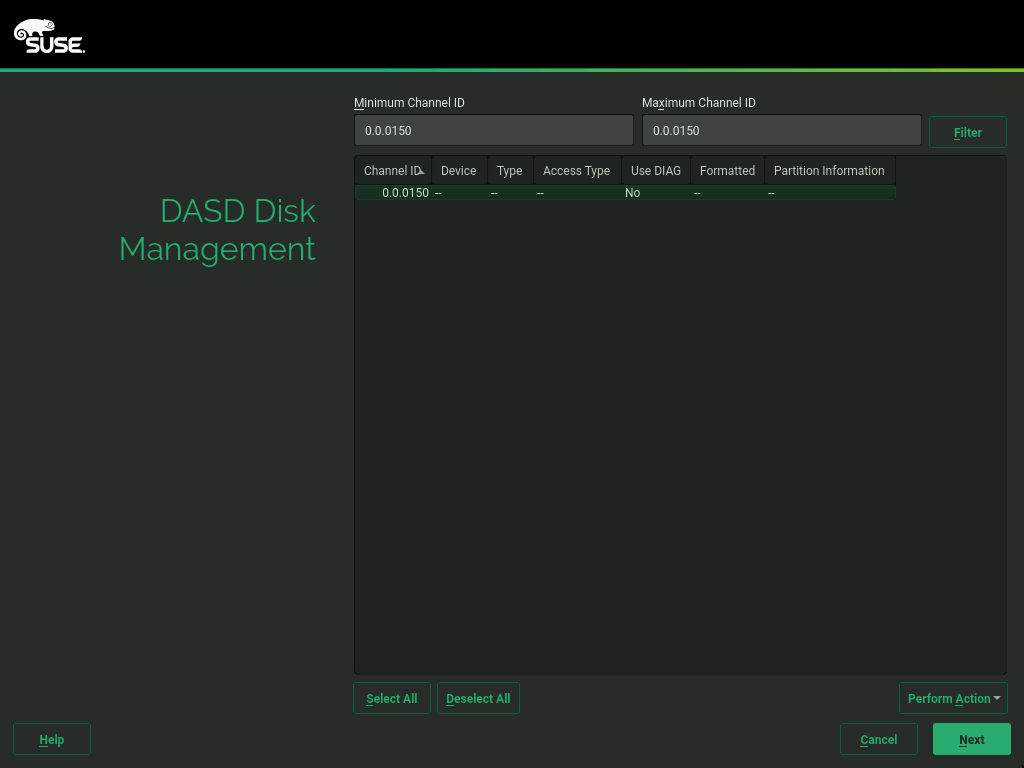 SUSE.
Minimum Channel ID
Maximum Channel ID
0.0.0150
0.0.0150
Filter
DASD Disk
Management
Channel ID Device Type Access Type Use DIAG Formatted Partition Information
0.0.0150 -- -- -- No -- --
Select All
Deselect All
Perform Action
Help
Cancel
Next